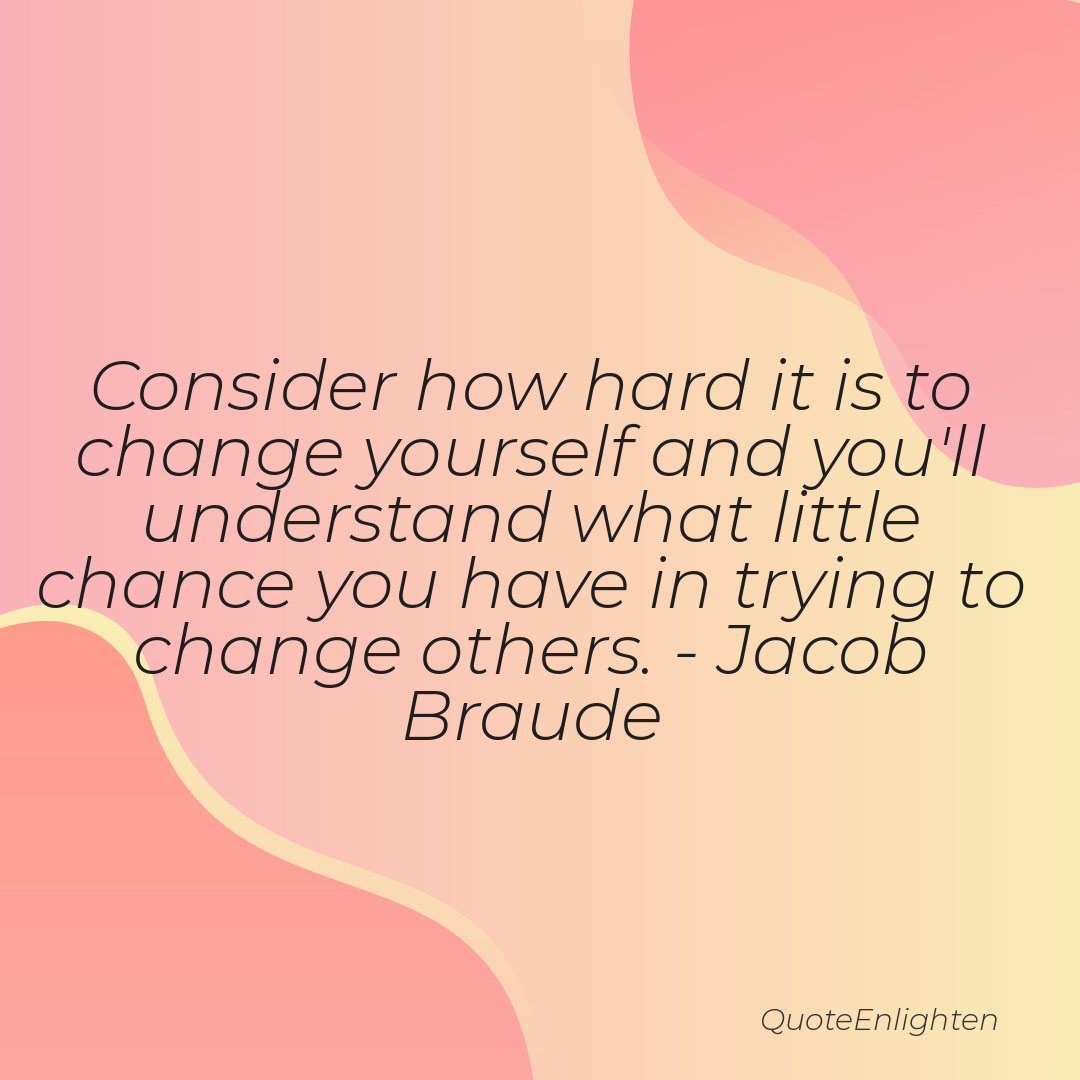 Consider how hard it is to
change yourself and you'll
understand what little
chance you have in trying to
change others. - Jacob
Braude
QuoteEnlighten